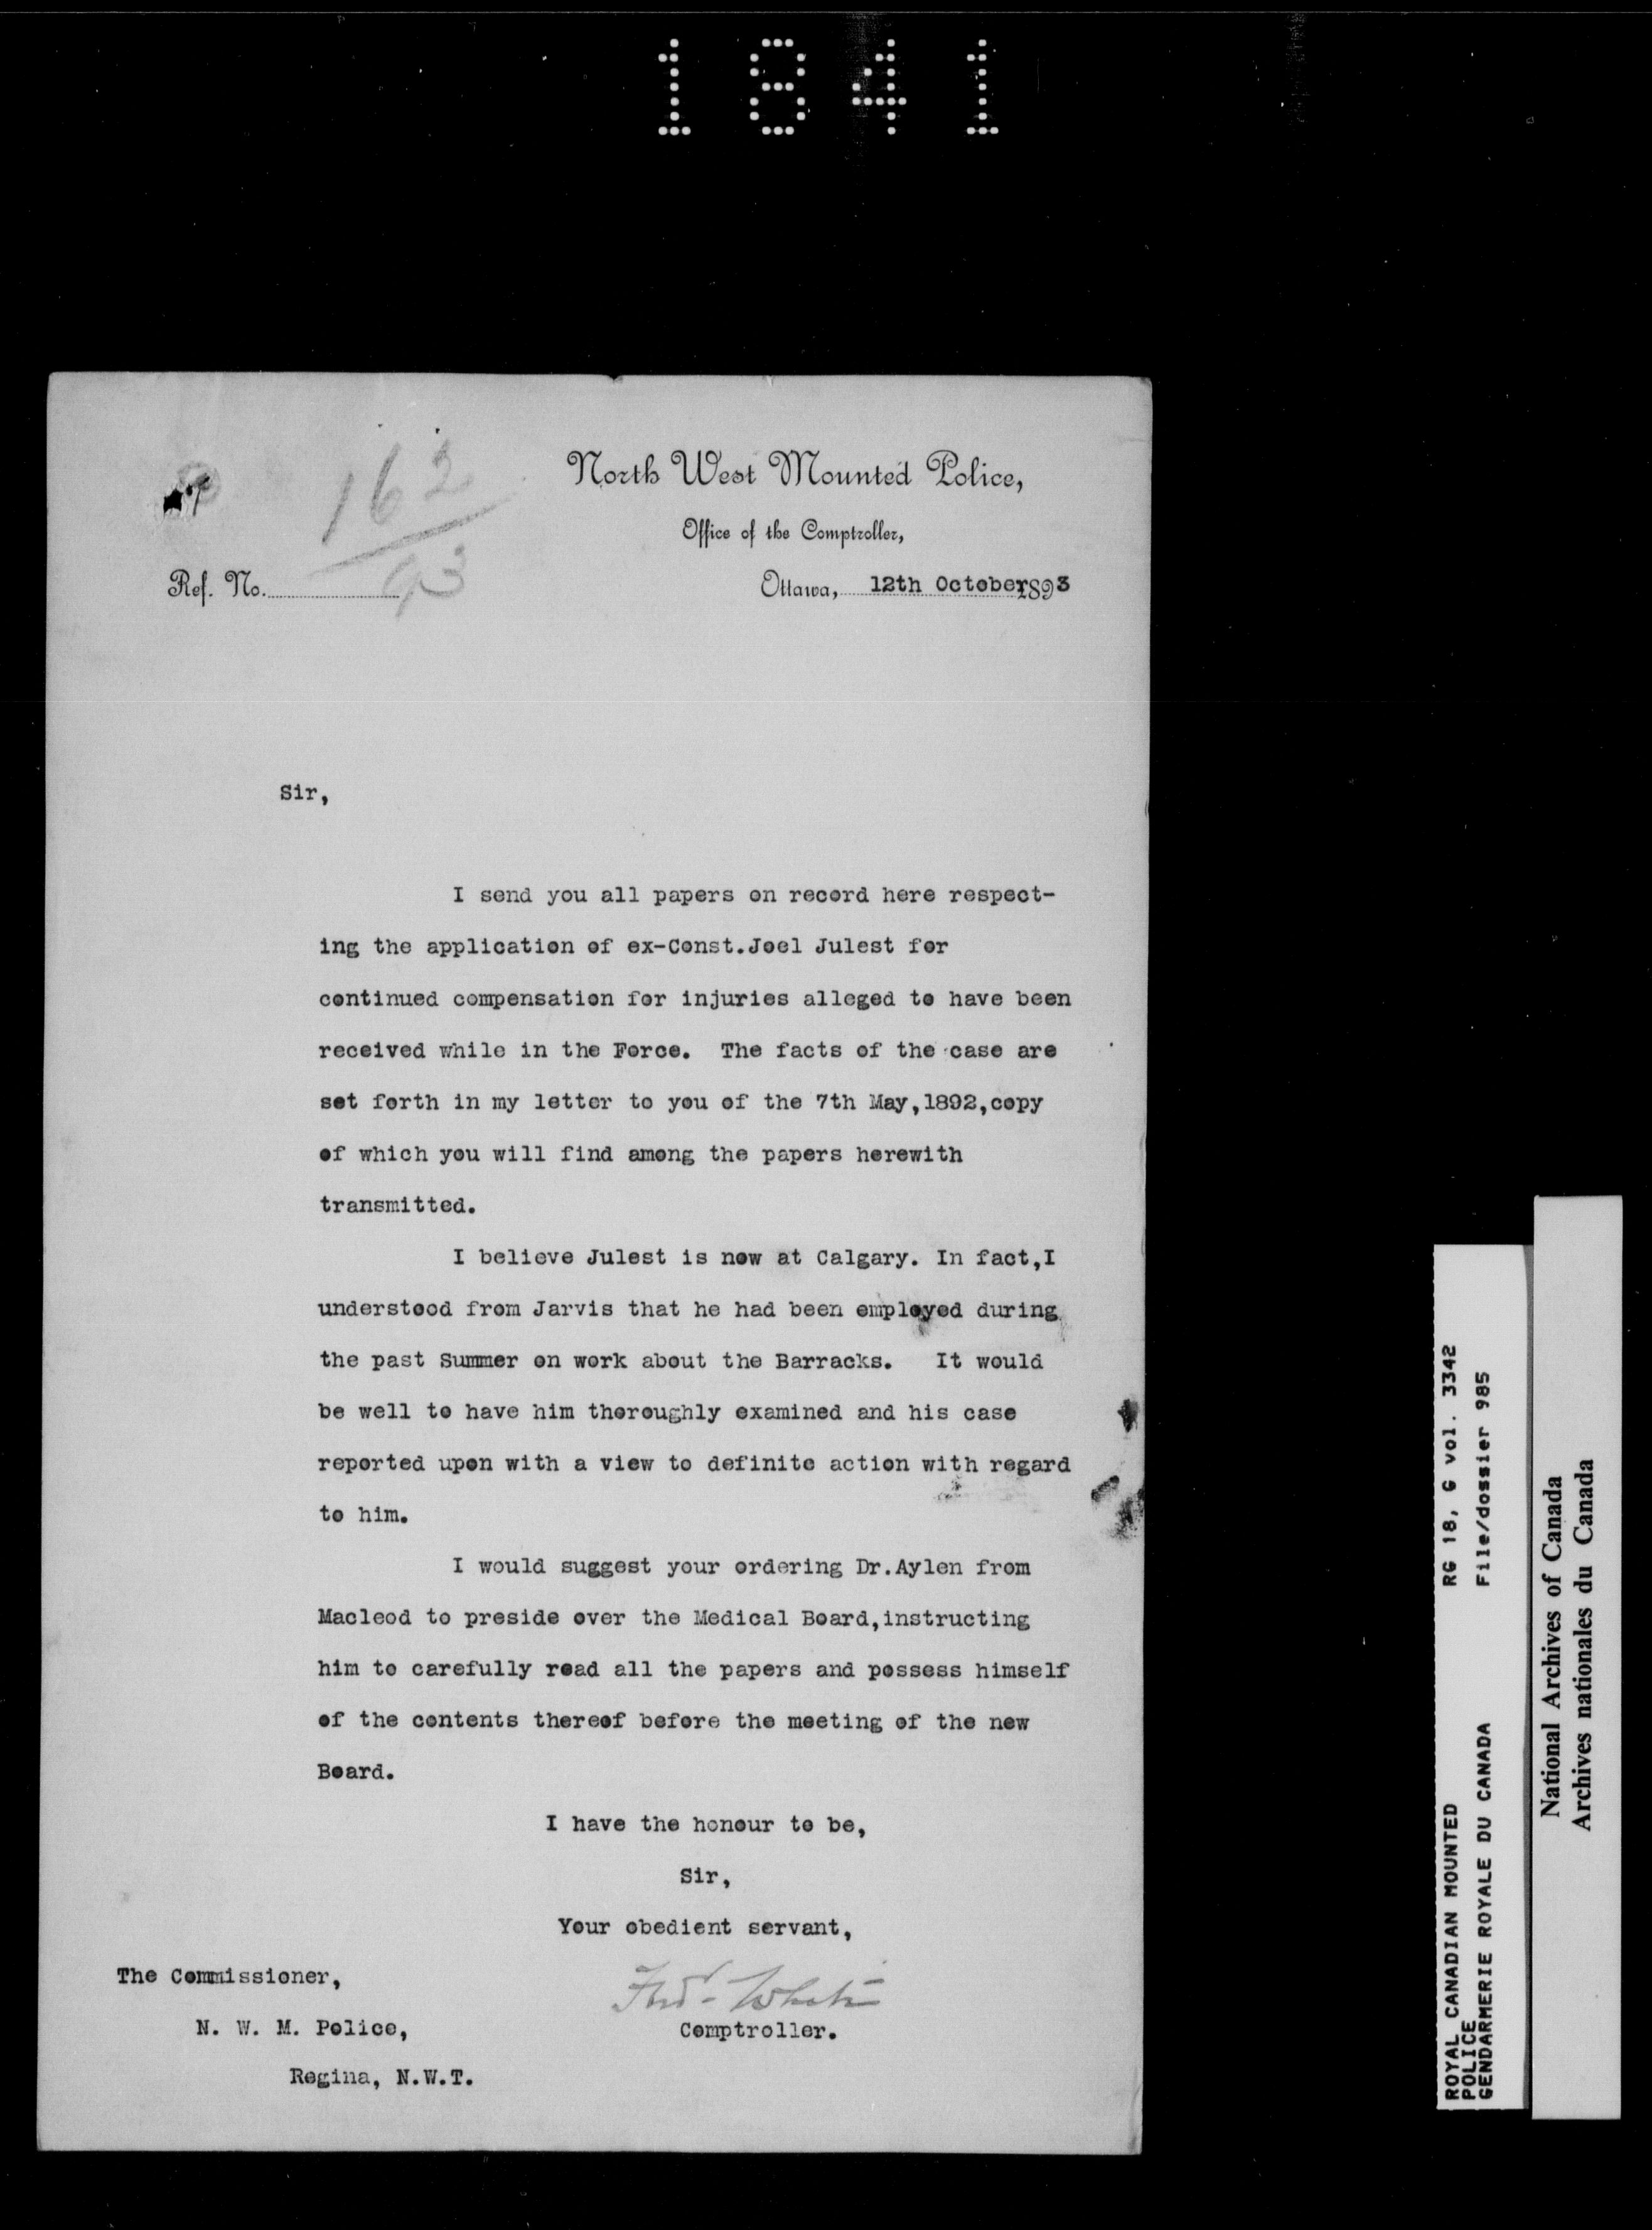 1841
162
93
North West Mounted Police,
Office of the Comptroller,
Ref. No.
Ottawa, 12th October 1893
Sir,
I send you all papers on record here respect-
ing the application of ex-Const.Joel Julest for
continued compensation for injuries alleged to have been
received while in the Force. The facts of the case are
set forth in my letter to you of the 7th May,1892,copy
of which you will find among the papers herewith
transmitted.
I believe Julest is now at Calgary. In fact,I
understood from Jarvis that he had been employed during
the past Summer on work about the Barracks. It would
be well to have him thoroughly examined and his case
reported upon with a view to definite action with regard
to him.
I would suggest your ordering Dr.Aylen from
Macleod to preside over the Medical Board,instructing
him to carefully read all the papers and possess himself
of the contents thereof before the meeting of the new
Board.
I have the honour to be,
Sir,
Your obedient servant,
Fred. White
Comptroller.
The Commissioner,
N. W. M. Police,
Regina, N.W.T.
ROYAL CANADIAN MOUNTED RG 18, G vol. 3342
POLICE
GENDARMERIE ROYALE DU CANADA File/dossier 985
National Archives of Canada
Archives nationales du Canada